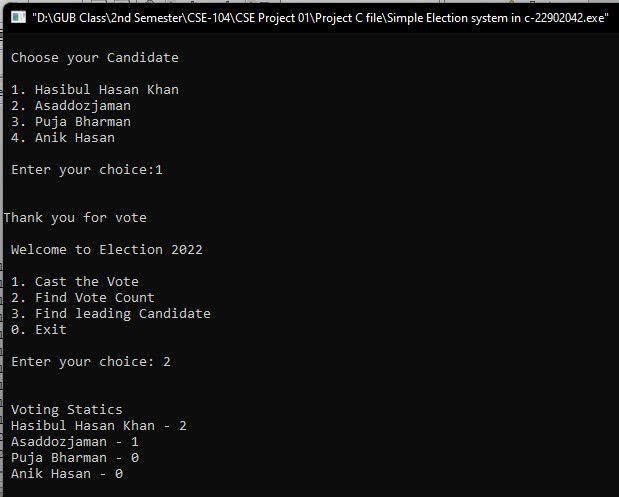 "D:\GUB Class\2nd Semester\CSE-104\CSE Project 01\Project C file\Simple Election system in c-22902042.exe"
Choose your Candidate
1. Hasibul Hasan Khan
2. Asaddozjaman
3. Puja Bharman
4. Anik Hasan
Enter your choice:1
Thank you for vote
Welcome to Election 2022
1. Cast the Vote
2. Find Vote Count
3. Find leading Candidate
0. Exit
Enter your choice: 2
Voting Statics
Hasibul Hasan Khan - 2
Asaddozjaman - 1
Puja Bharman - 0
Anik Hasan - 0